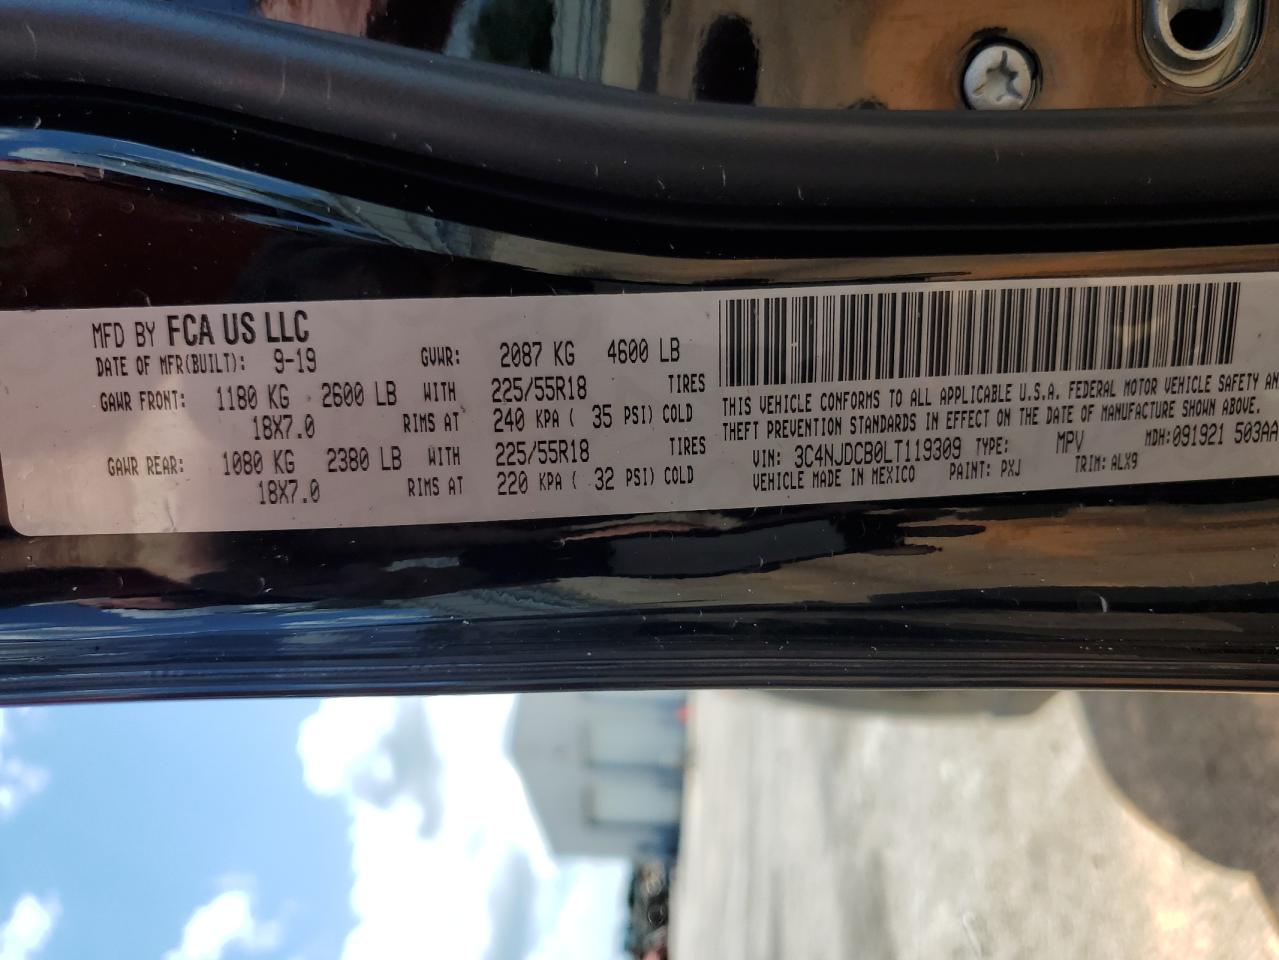 MFD BY FCA US LLC
DATE OF MFR(BUILT): 9-19 GVWR: 2087 KG 4600 LB
GAWR FRONT: 1180 KG 2600 LB WITH 225/55R18 TIRES
18X7.0 RIMS AT 240 KPA ( 35 PSI) COLD
GAWR REAR: 1080 KG 2380 LB WITH 225/55R18 TIRES
18X7.0 RIMS AT 220 KPA ( 32 PSI) COLD
THIS VEHICLE CONFORMS TO ALL APPLICABLE U.S.A. FEDERAL MOTOR VEHICLE SAFETY AN
THEFT PREVENTION STANDARDS IN EFFECT ON THE DATE OF MANUFACTURE SHOWN ABOVE.
VIN: 3C4NJDCB0LT119309 TYPE: MPV MDH:091921 503AA
VEHICLE MADE IN MEXICO PAINT: PXJ TRIM: ALX9